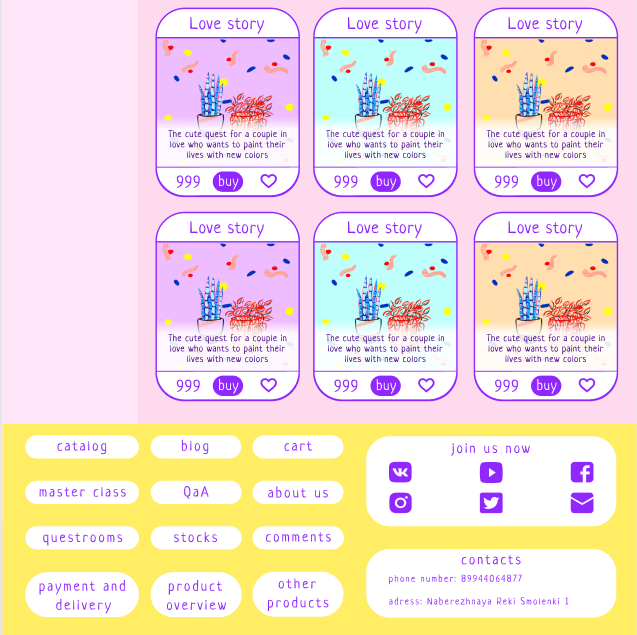 Love story
Love story
Love story
The cute quest for a couple in
love who wants to paint their
lives with new colors
The cute quest for a couple in
love who wants to paint their
lives with new colors
The cute quest for a couple in
love who wants to paint their
lives with new colors
999 buy
999 buy
999 buy
Love story
Love story
Love story
The cute quest for a couple in
love who wants to paint their
lives with new colors
The cute quest for a couple in
love who wants to paint their
lives with new colors
The cute quest for a couple in
love who wants to paint their
lives with new colors
999 buy
999 buy
999 buy
catalog
blog
cart
master class
QaA
about us
questrooms
stocks
comments
payment and
delivery
product
overview
other
products
join us now
contacts
phone number: 89944064877
adress: Naberezhnaya Reki Smolenki 1